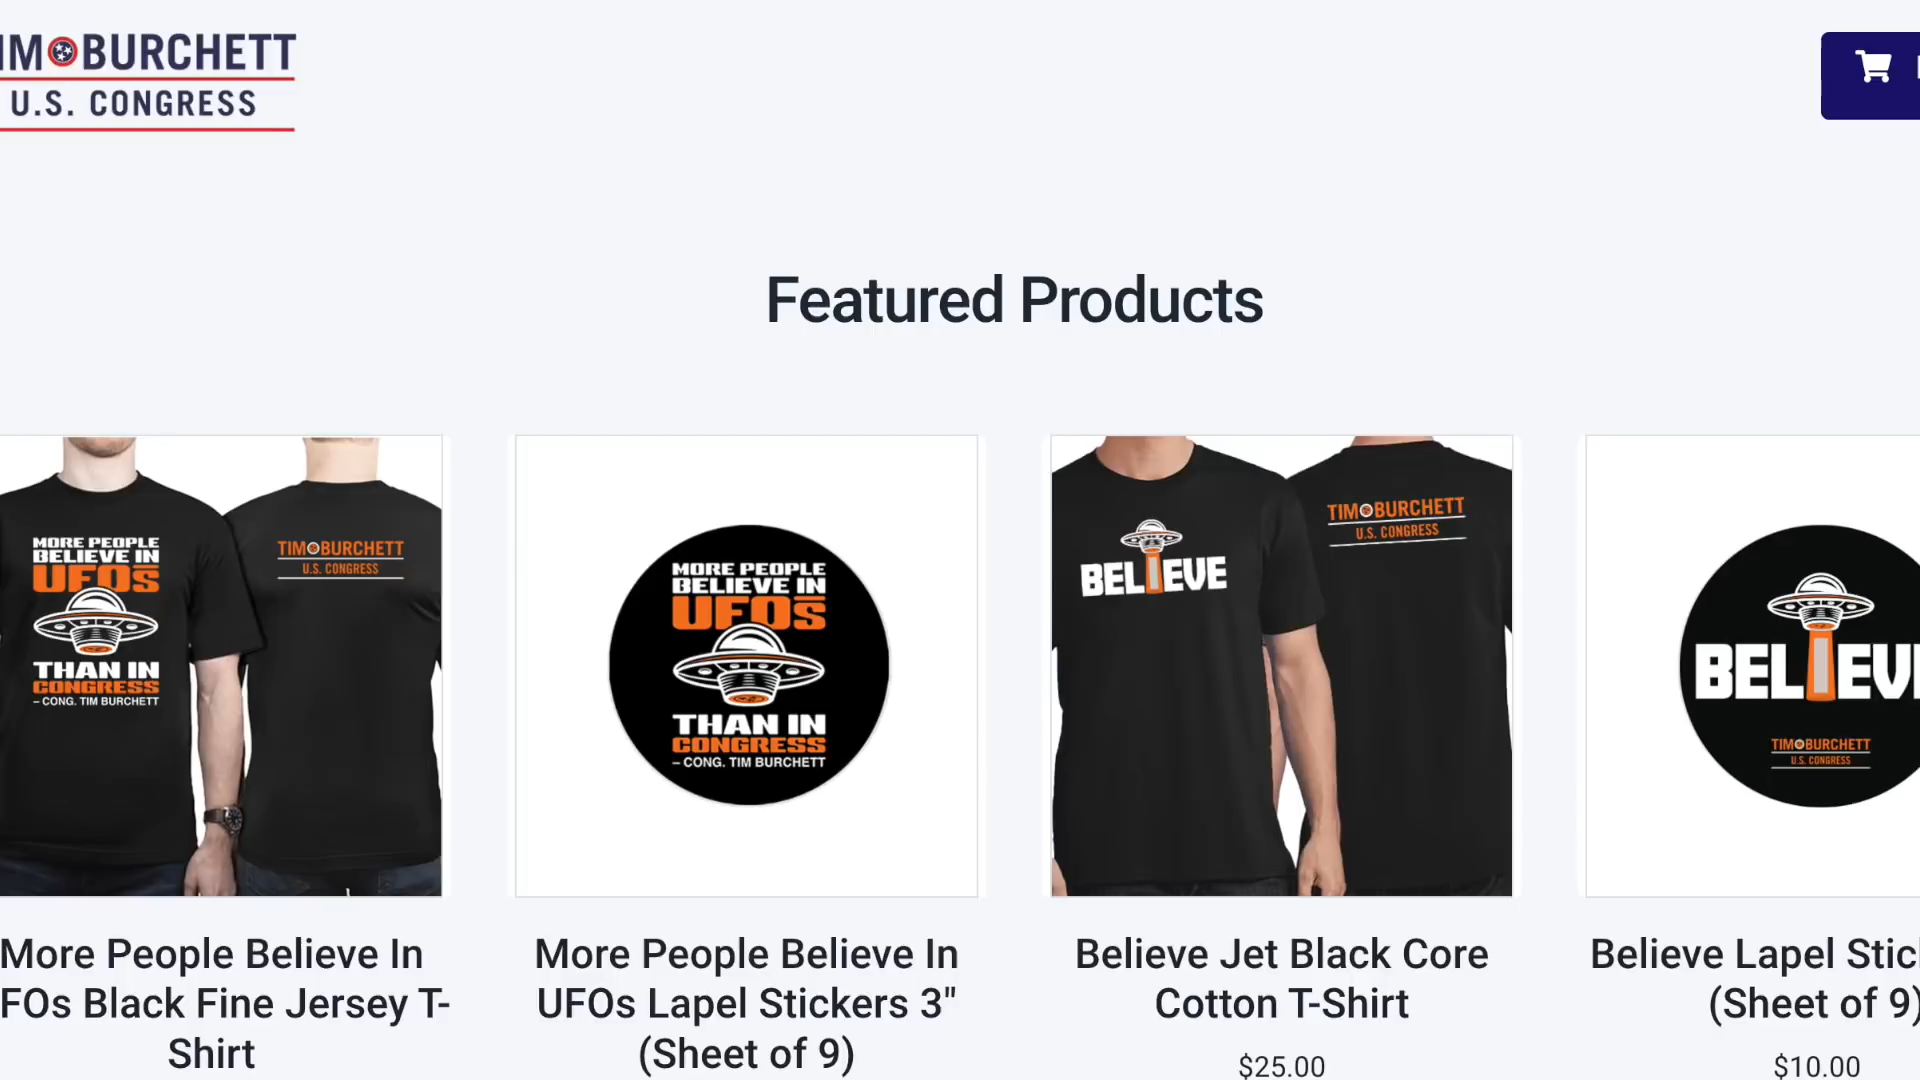 IM BURCHETT
U.S. CONGRESS
Featured Products
MORE PEOPLE
BELIEVE IN
UFOS
THAN IN
CONGRESS
– CONG. TIM BURCHETT
TIM BURCHETT
U.S. CONGRESS
MORE PEOPLE
BELIEVE IN
UFOS
THAN IN
CONGRESS
– CONG. TIM BURCHETT
BELIEVE
TIM BURCHETT
U.S. CONGRESS
BELIEV
TIM BURCHETT
U.S. CONGRESS
More People Believe In
FOs Black Fine Jersey T-
Shirt
More People Believe In
UFOs Lapel Stickers 3"
(Sheet of 9)
Believe Jet Black Core
Cotton T-Shirt
$25.00
Believe Lapel Stic
(Sheet of 9)
$10.00